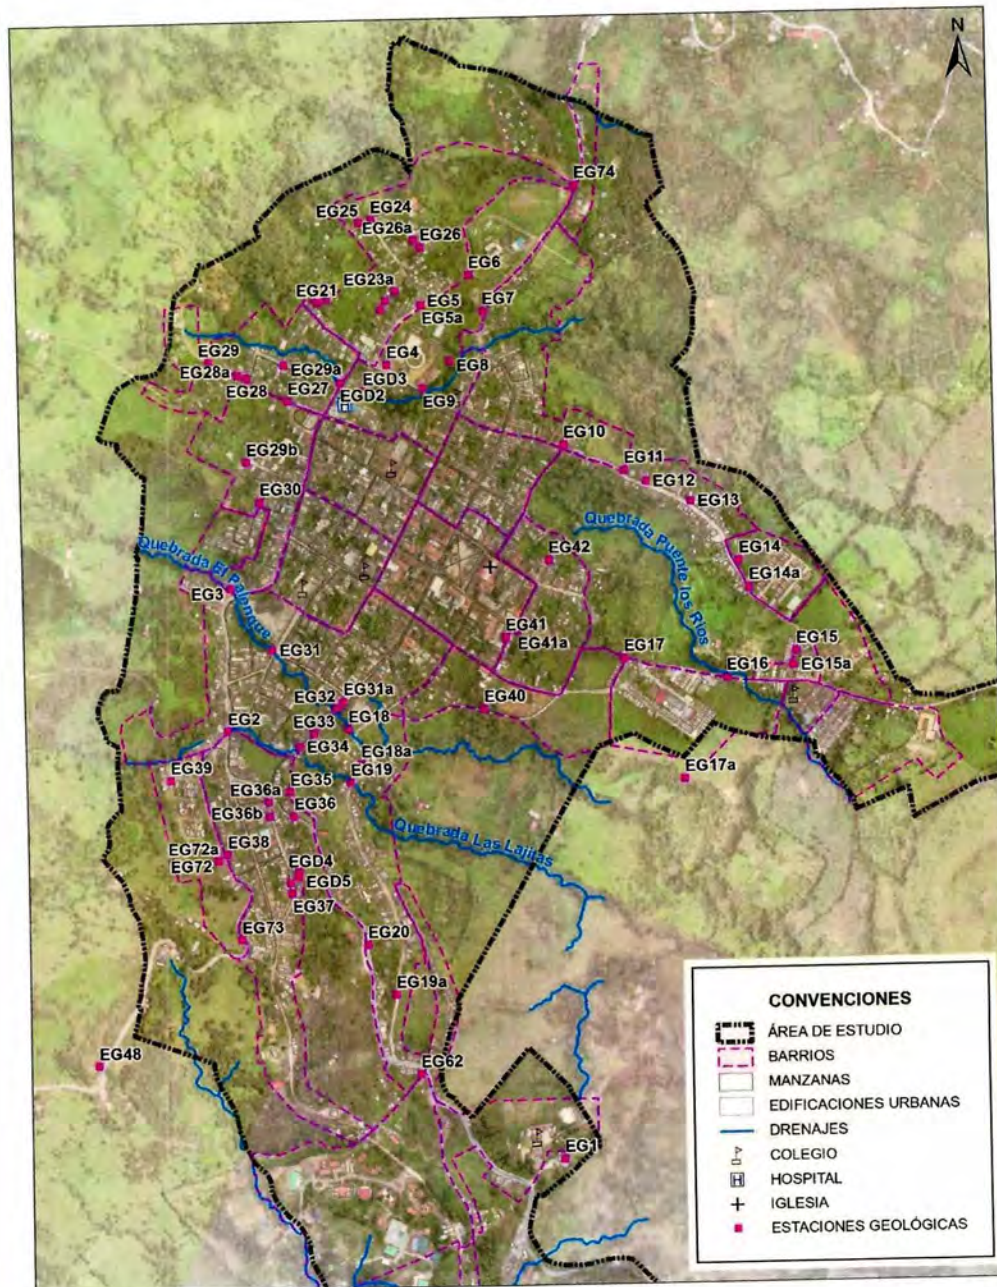 N
EG74
EG25
EG24
EG26a
EG26
EG6
EG23a
EG21
EG5
EG7
EG5a
EG29
EG4
EG8
EG28a
EG29a
EGD3
EG28
EG27
EGD2
EG9
H
EG10
EG29b
EG11
EG12
EG30
EG13
Quebrada Puente los Ríos
EG42
Quebrada El Palenque
EG14
EG3
EG14a
EG41
EG31
EG41a
EG15
EG17
EG16
EG15a
EG31a
EG32
EG40
EG2
EG33
EG18
EG34
EG18a
EG39
EG35
EG19
EG17a
EG36a
EG36
EG36b
Quebrada Las Lajitas
EG72a
EG38
EG72
EGD4
EGD5
EG37
EG73
EG20
EG19a
EG48
EG62
EG1
CONVENCIONES
ÁREA DE ESTUDIO
BARRIOS
MANZANAS
EDIFICACIONES URBANAS
DRENAJES
COLEGIO
H HOSPITAL
IGLESIA
ESTACIONES GEOLÓGICAS